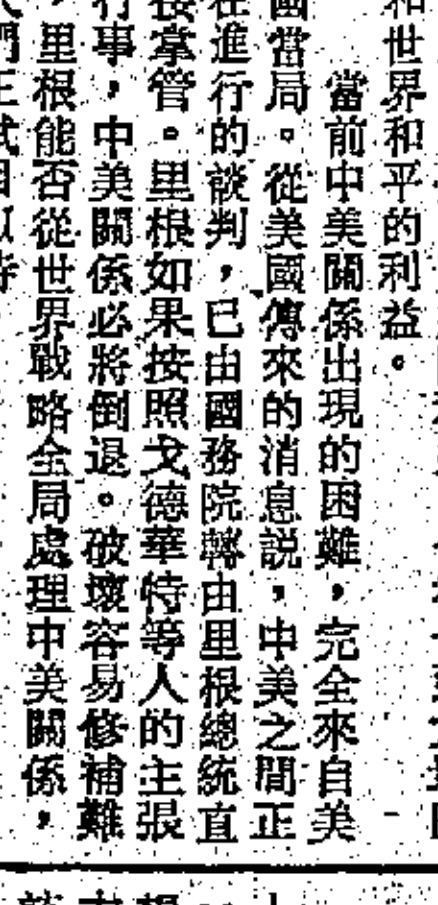 和世界和平的利益。
當前中美關係出現的困難，完全來自美
國當局。從美國傳來的消息説，中美之間正
在進行的談判，已由國務院轉由里根總統直
接掌管。里根如果按照戈德華特等人的主張
行事，中美關係必將倒退。破壞容易修補難
，里根能否從世界戰略全局處理中美關係，